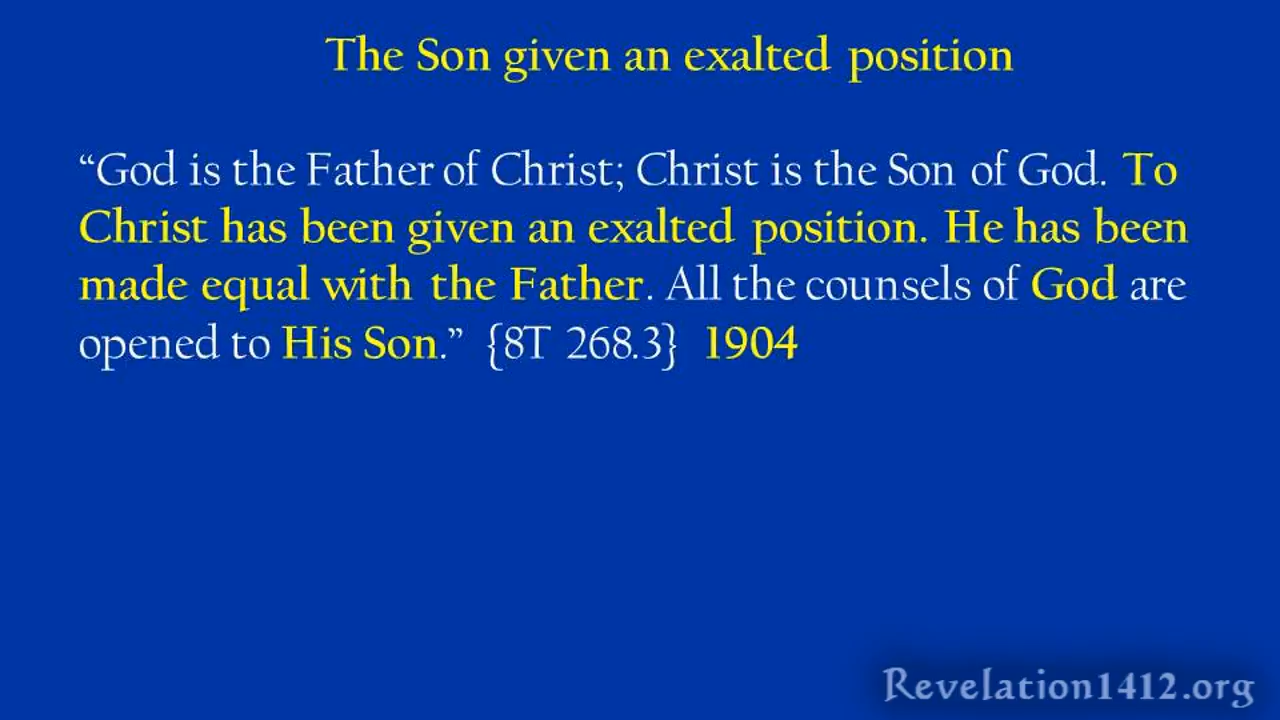 The Son given an exalted position
“God is the Father of Christ; Christ is the Son of God. To
Christ has been given an exalted position. He has been
made equal with the Father. All the counsels of God are
opened to His Son.” {8T 268.3} 1904
Revelation1412.org